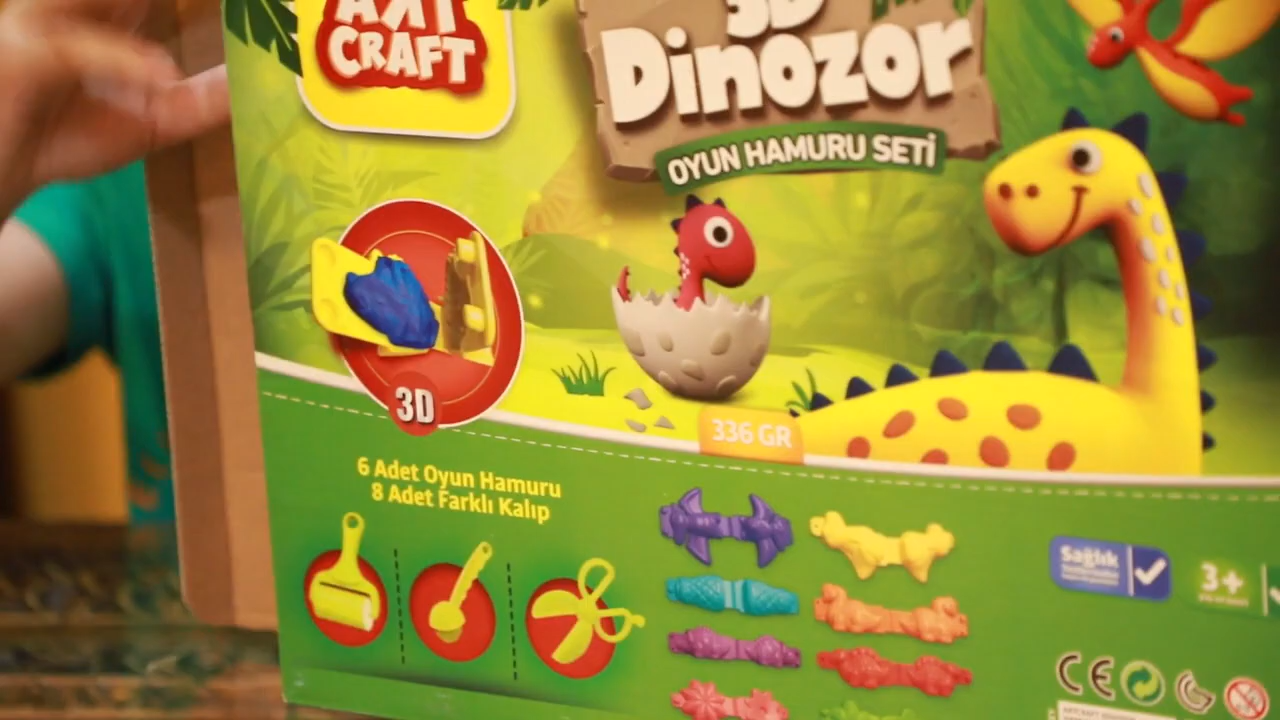 ART
CRAFT
3D
Dinozor
OYUN HAMURU SETİ
3D
336 GR
6 Adet Oyun Hamuru
8 Adet Farklı Kalıp
Sağlık
3+
CE